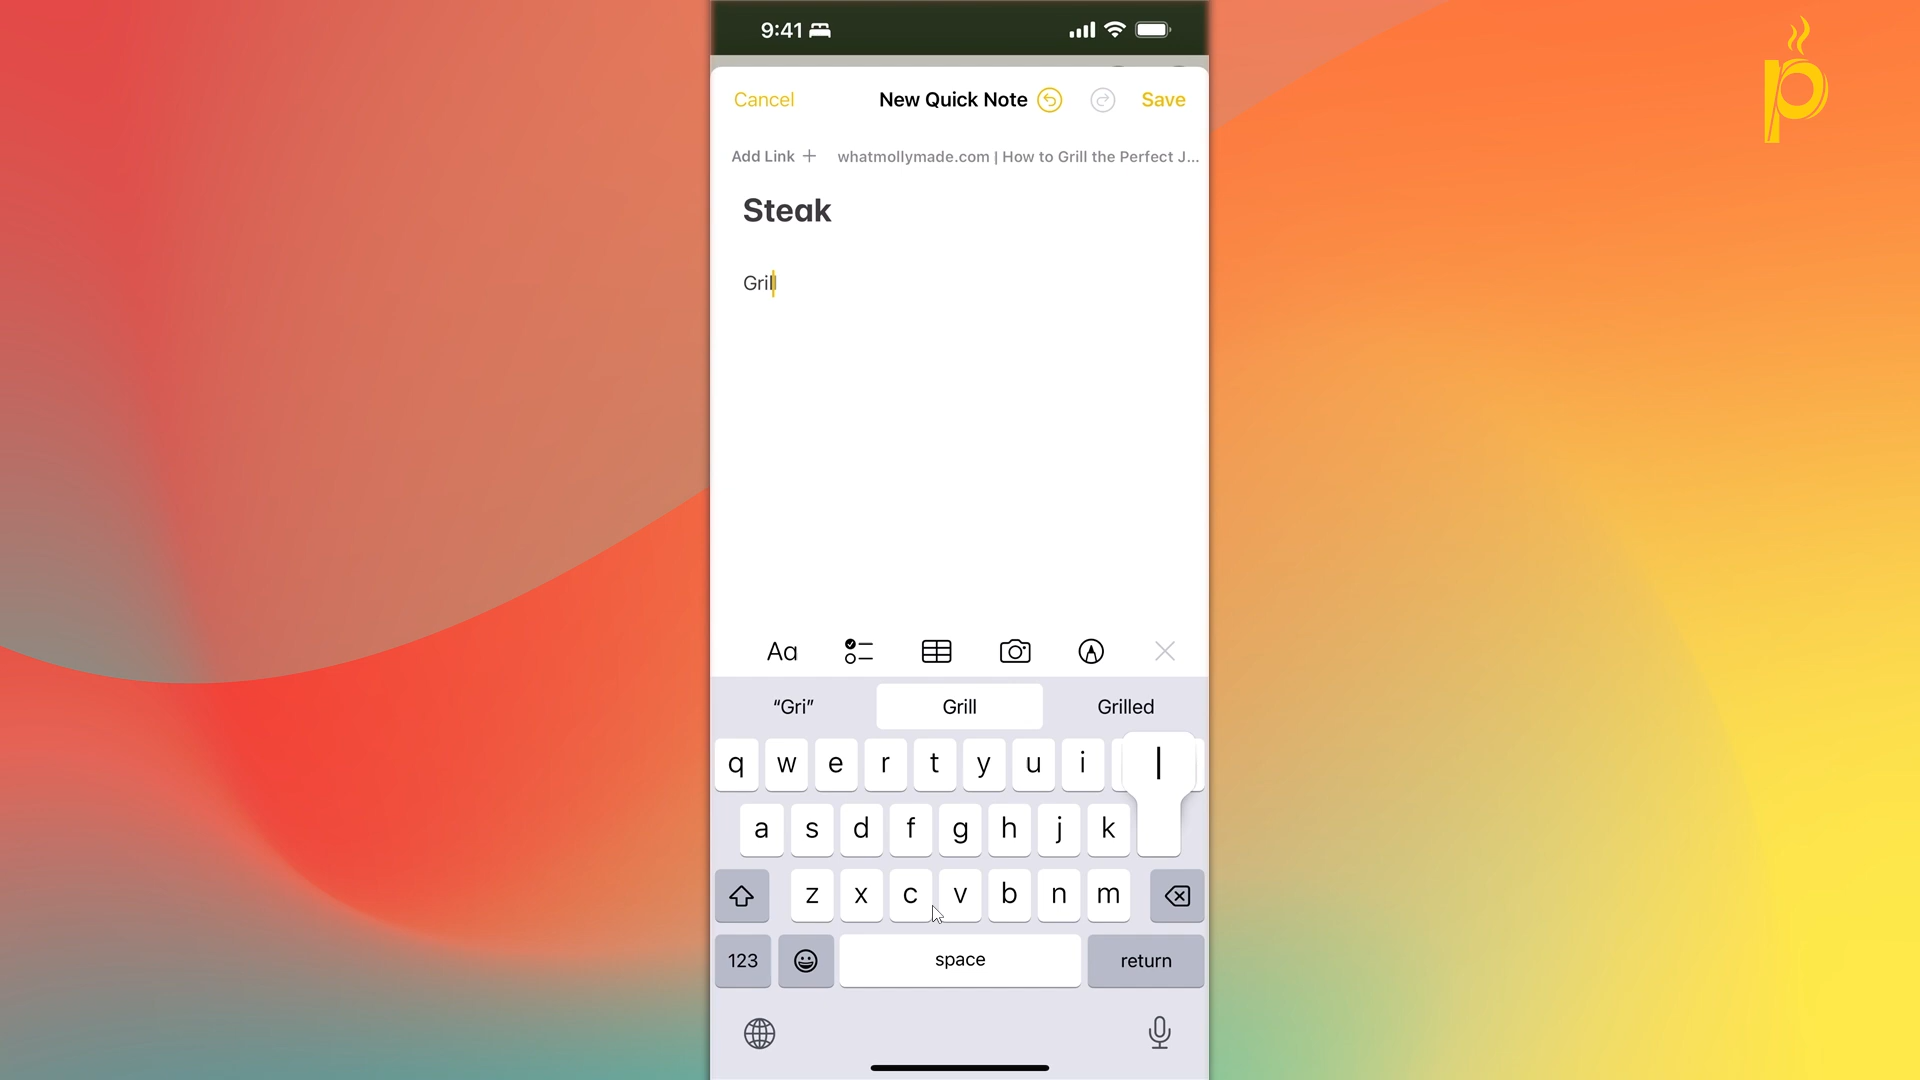 9:41
Cancel New Quick Note Save
Add Link + whatmollymade.com | How to Grill the Perfect J...
Steak
Grill
Aa
“Gri” Grill Grilled
q w e r t y u i l
a s d f g h j k
z x c v b n m
123 space return